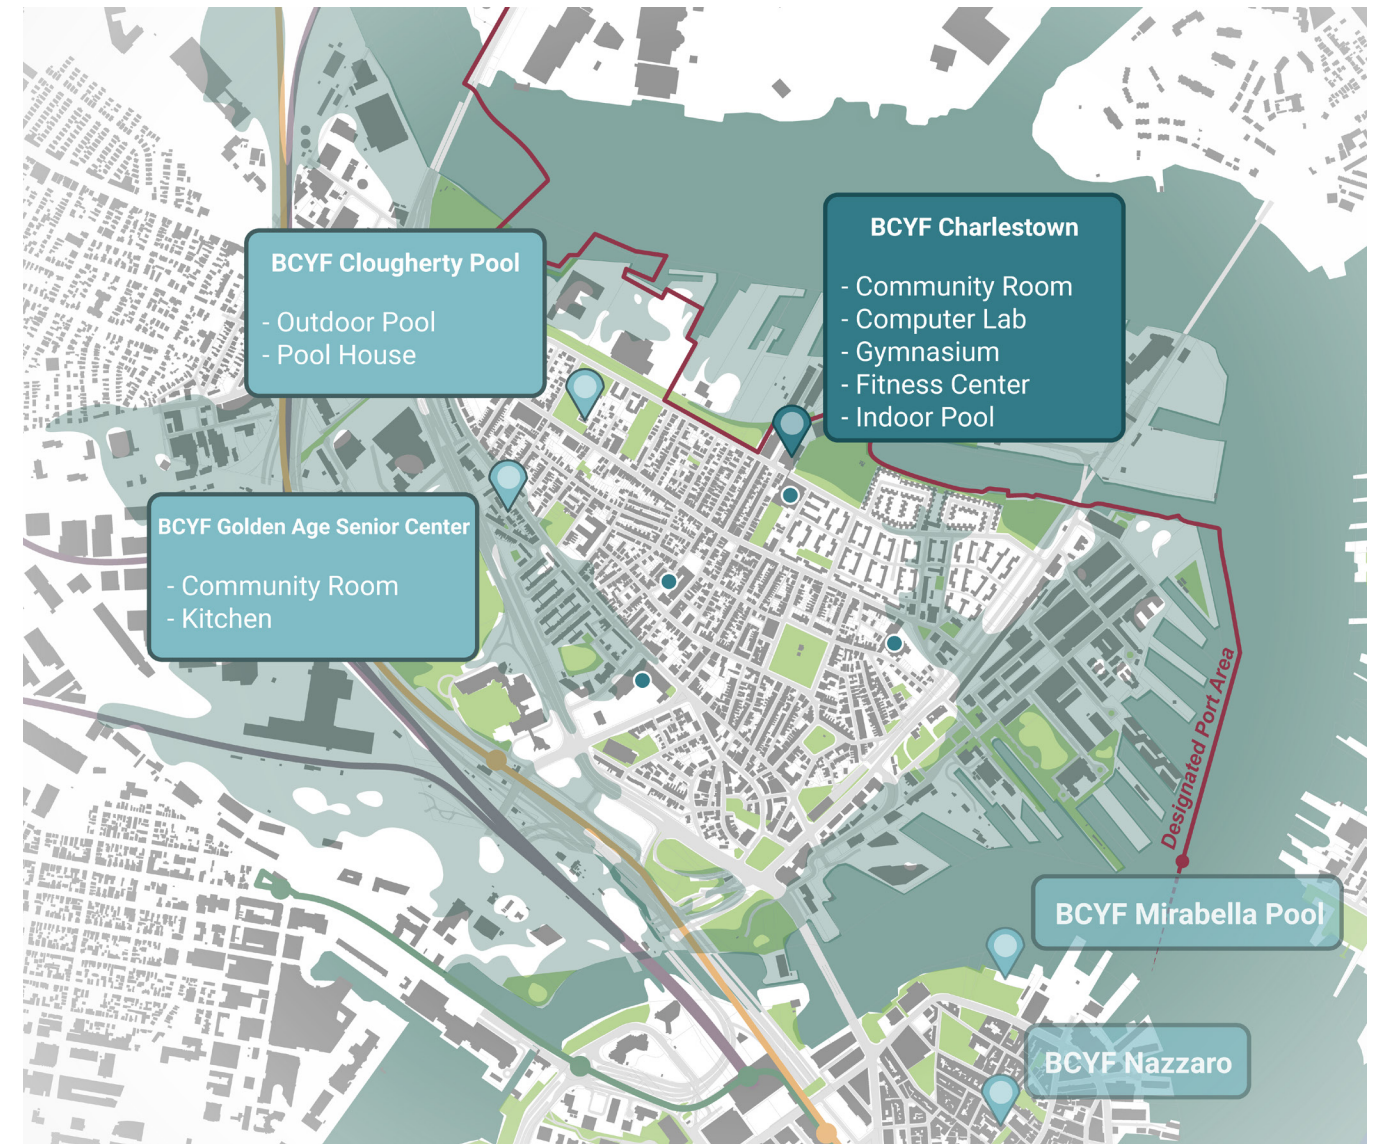 BCYF Charlestown
- Community Room
- Computer Lab
- Gymnasium
- Fitness Center
- Indoor Pool
BCYF Clougherty Pool
- Outdoor Pool
- Pool House
BCYF Golden Age Senior Center
- Community Room
- Kitchen
Designated Port Area
BCYF Mirabella Pool
BCYF Nazzaro